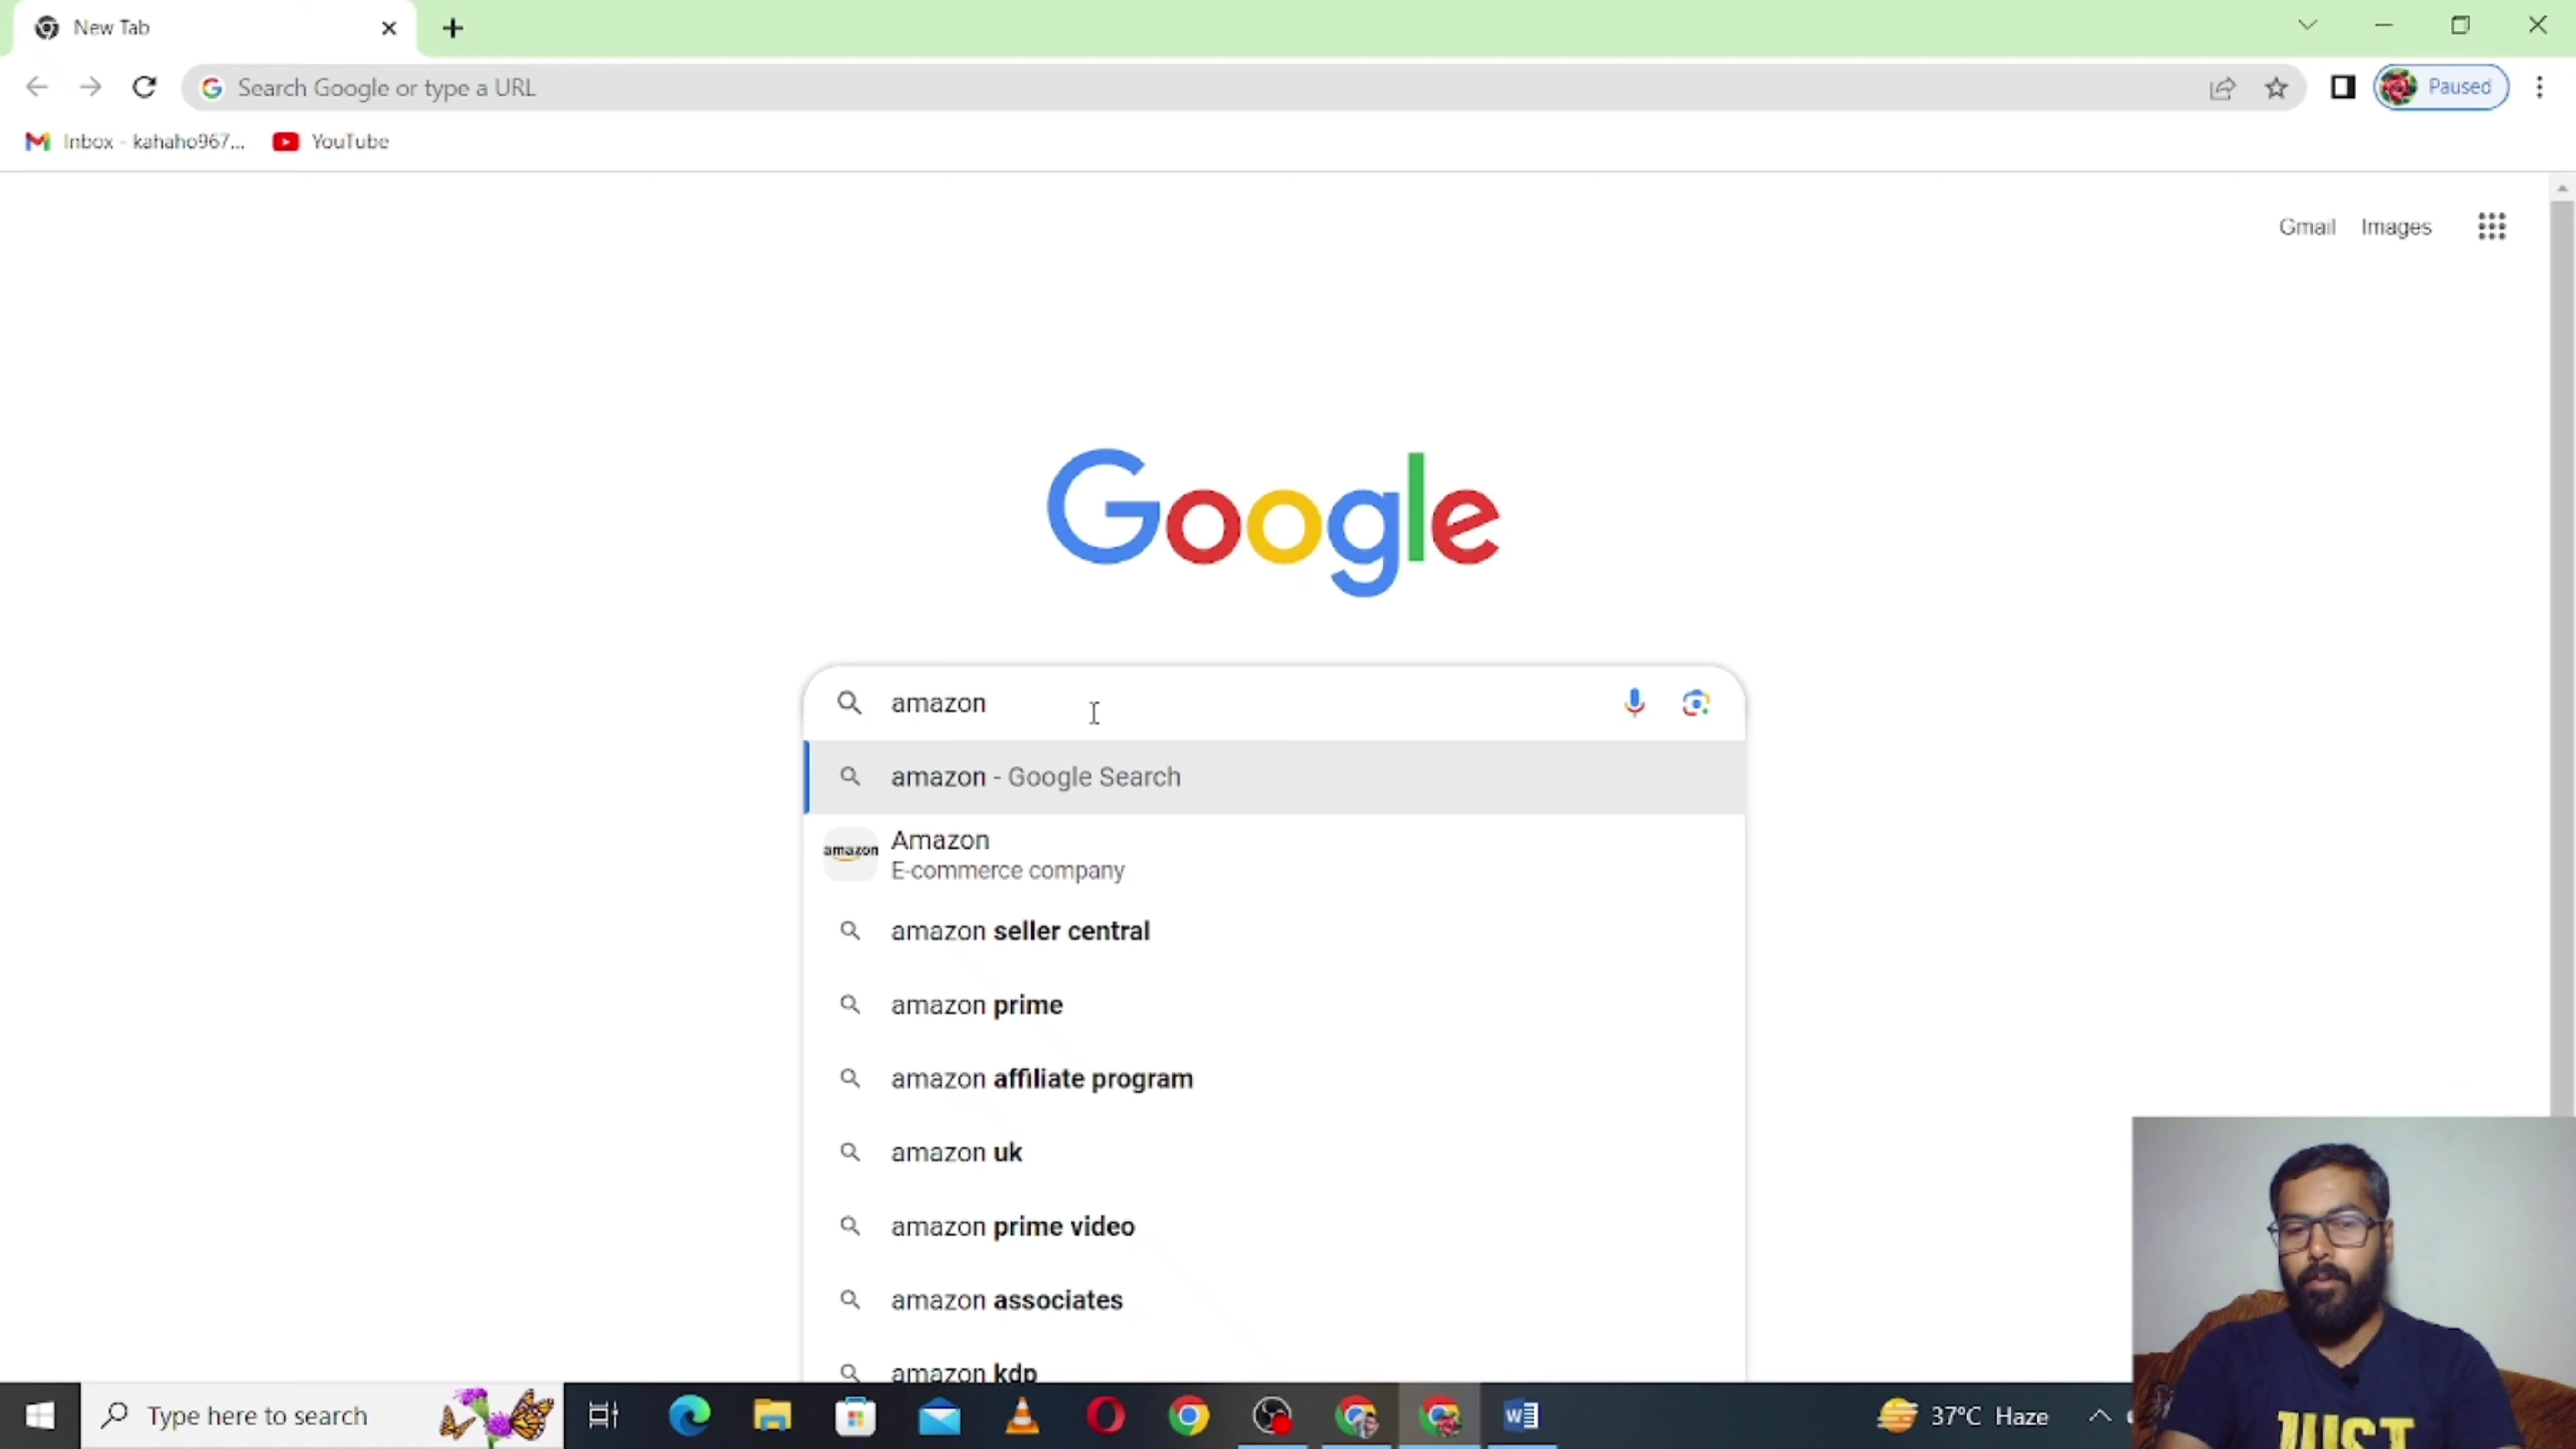 New Tab
Search Google or type a URL
Paused
Inbox - kahaho967...
YouTube
Gmail
Images
Google
amazon
amazon - Google Search
amazon
Amazon
E-commerce company
amazon seller central
amazon prime
amazon affiliate program
amazon uk
amazon prime video
amazon associates
amazon kdp
Type here to search
37°C Haze
JUST